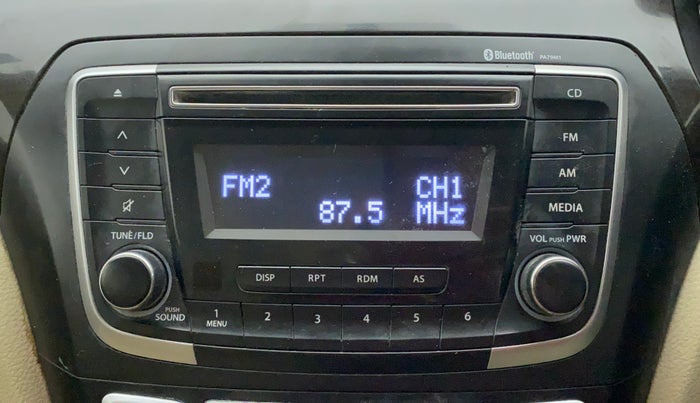 Bluetooth PA79M1
CD
FM
AM
MEDIA
FM2 CH1
87.5 MHz
TUNE/FLD
VOL PUSH PWR
DISP RPT RDM AS
PUSH
SOUND
1 2 3 4 5 6
MENU